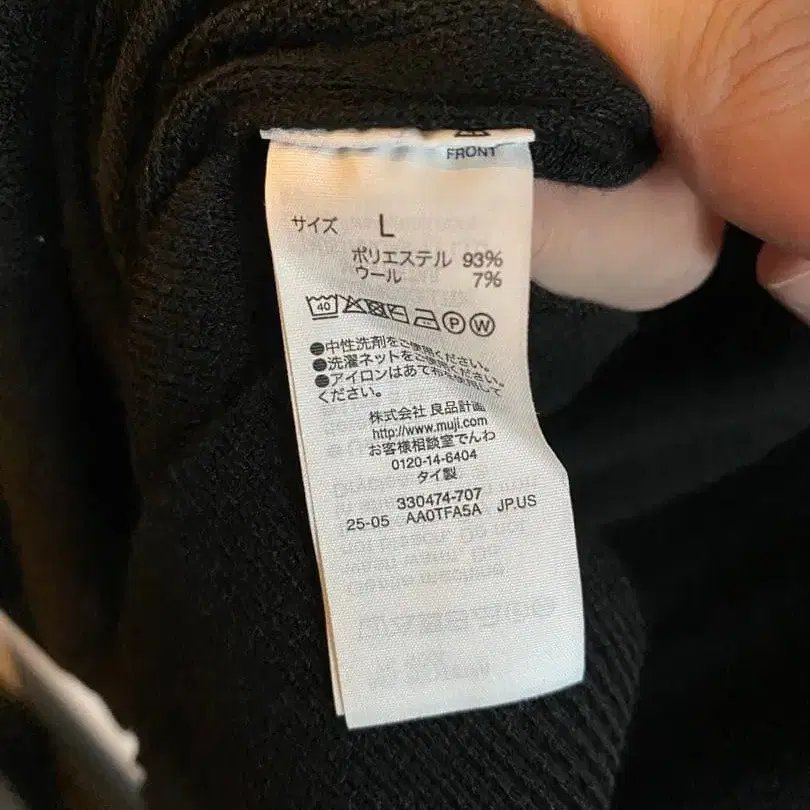 FRONT
サイズ L
ポリエステル 93%
ウール 7%
40 P W
●中性洗剤をご使用ください。
●洗濯ネットをご使用ください。
●アイロンはあて布を使用して
ください。
株式会社 良品計画
http://www.muji.com
お客様相談室でんわ
0120-14-6404
タイ製
330474-707
25-05 AA0TFA5A JP.US